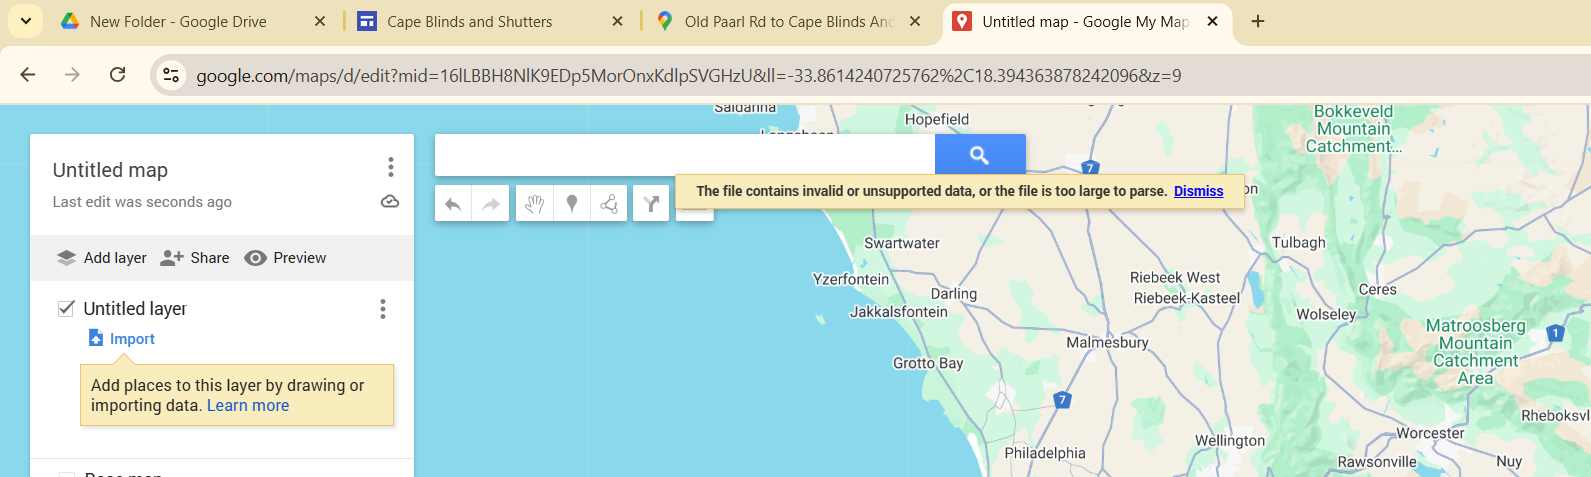 New Folder - Google Drive
Cape Blinds and Shutters
Old Paarl Rd to Cape Blinds And
Untitled map - Google My Map
google.com/maps/d/edit?mid=16lLBBH8NlK9EDp5MorOnxKdlpSVGHzU&ll=-33.8614240725762%2C18.394363878242096&z=9
Untitled map
Last edit was seconds ago
Add layer
Share
Preview
Untitled layer
Import
Add places to this layer by drawing or
importing data. Learn more
Base map
The file contains invalid or unsupported data, or the file is too large to parse. Dismiss
Saldanha
Langebaan
Hopefield
7
Bokkeveld
Mountain
Catchment...
on
Swartwater
Tulbagh
Yzerfontein
Riebeek West
Darling
Riebeek-Kasteel
Ceres
Jakkalsfontein
Wolseley
Matroosberg
Mountain
Catchment
Area
1
Malmesbury
Grotto Bay
7
Rheboksvl
Philadelphia
Wellington
Worcester
Rawsonville
Nuy